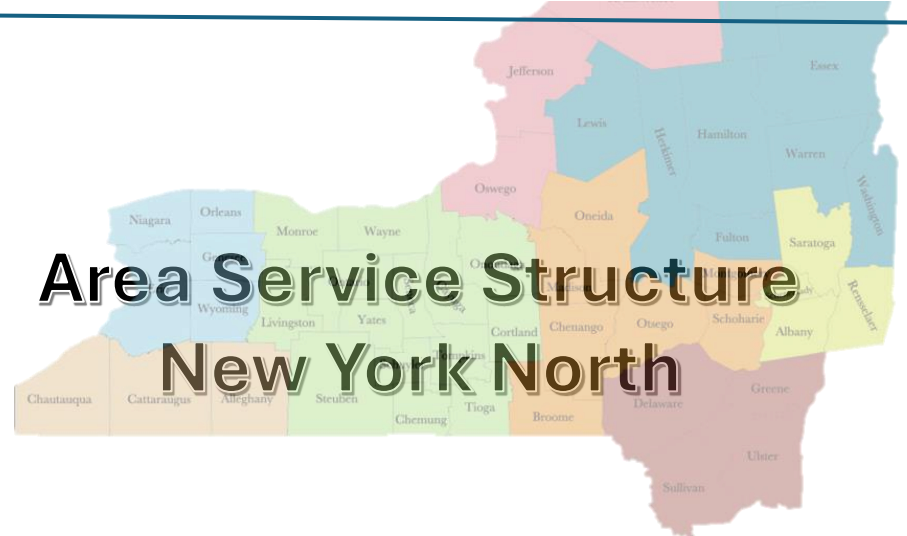 Jefferson
Essex
Lewis
Herkimer
Hamilton
Warren
Washington
Oswego
Niagara
Orleans
Oneida
Monroe
Wayne
Fulton
Saratoga
Area Service Structure
Wyoming
Livingston
Yates
Cortland
Chenango
Otsego
Schoharie
Albany
Rensselaer
New York North
Chautauqua
Cattaraugus
Alleghany
Steuben
Chemung
Tioga
Broome
Delaware
Greene
Ulster
Sullivan